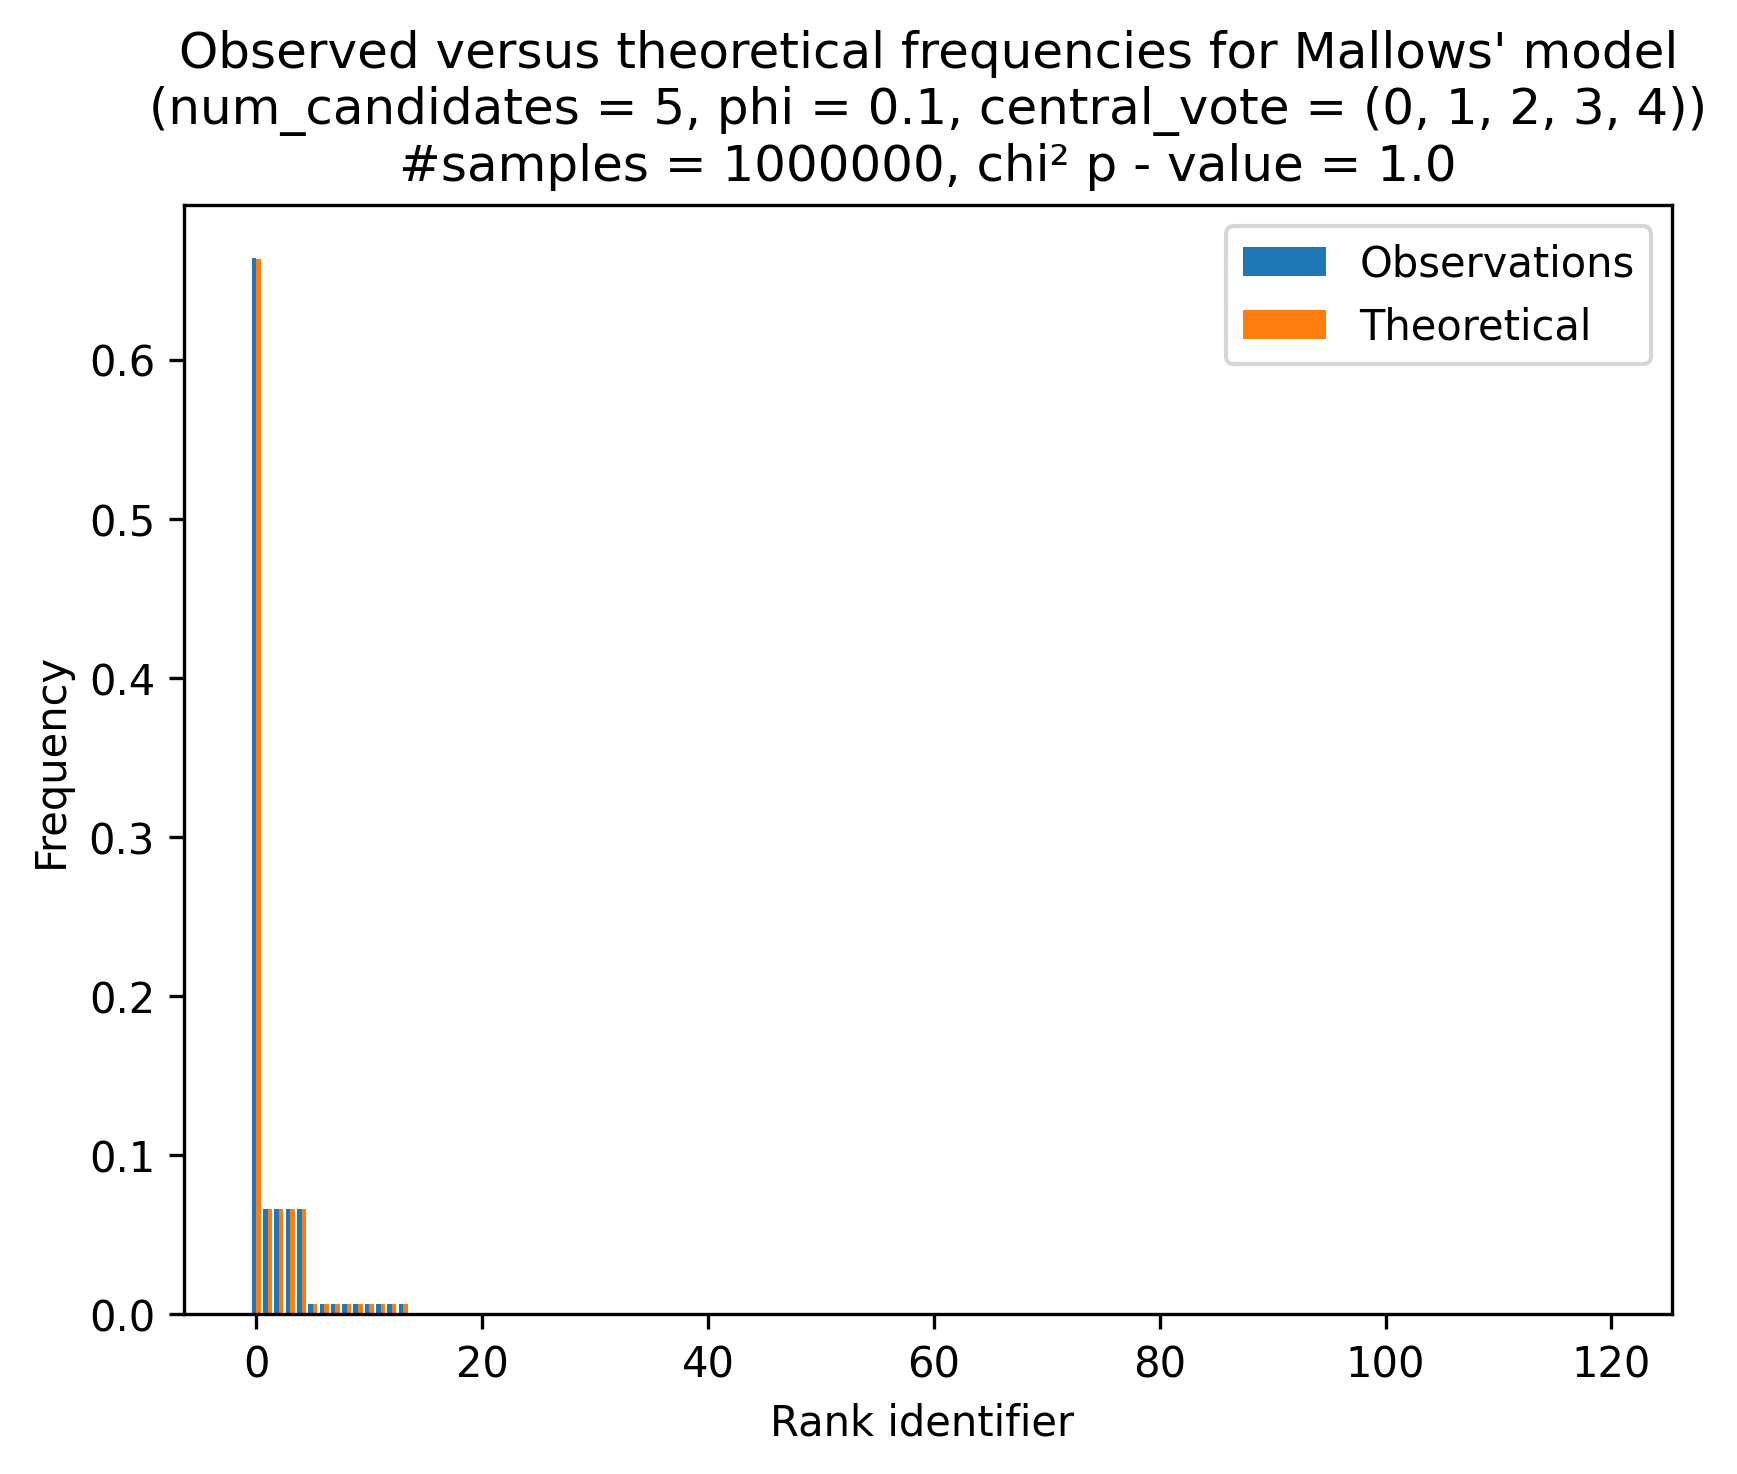 Observed versus theoretical frequencies for Mallows' model
(num_candidates = 5, phi = 0.1, central_vote = (0, 1, 2, 3, 4))
#samples = 1000000, chi² p - value = 1.0
Observations
Theoretical
Frequency
0.6
0.5
0.4
0.3
0.2
0.1
0.0
0 20 40 60 80 100 120
Rank identifier